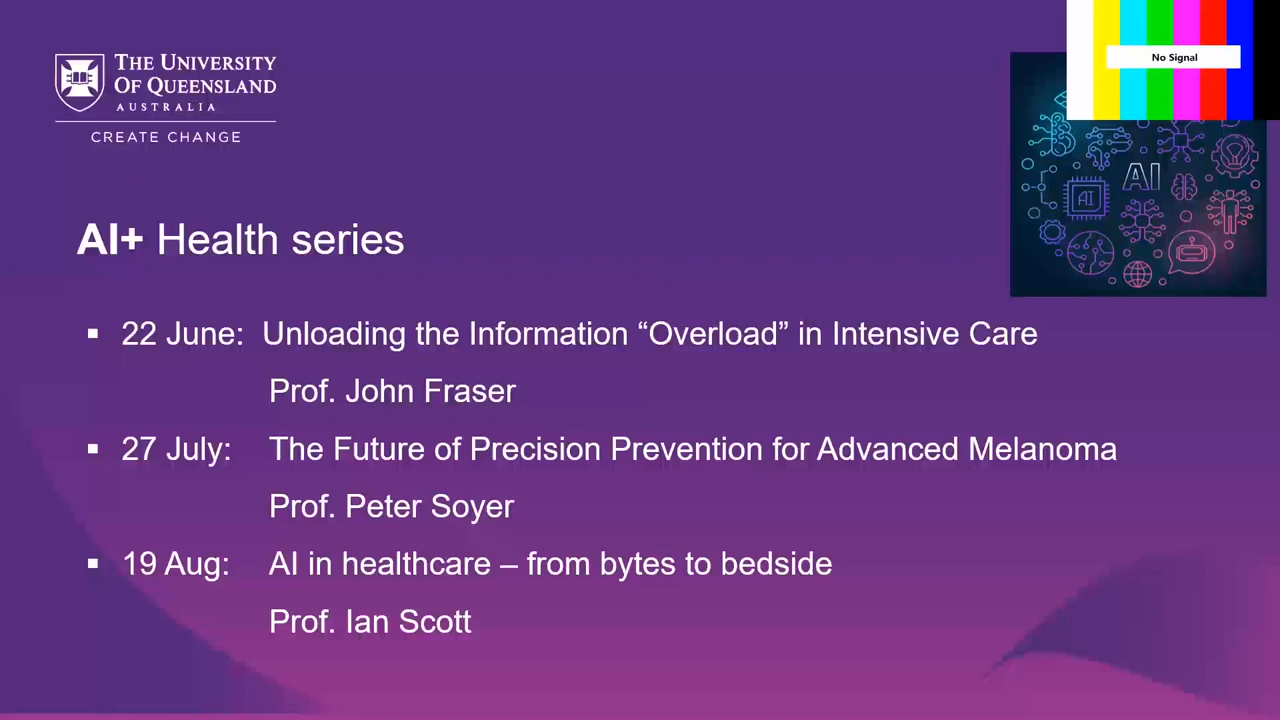 THE UNIVERSITY
OF QUEENSLAND
AUSTRALIA
CREATE CHANGE
No Signal
AI
AI
AI+ Health series
▪ 22 June: Unloading the Information “Overload” in Intensive Care
Prof. John Fraser
▪ 27 July: The Future of Precision Prevention for Advanced Melanoma
Prof. Peter Soyer
▪ 19 Aug: AI in healthcare – from bytes to bedside
Prof. Ian Scott